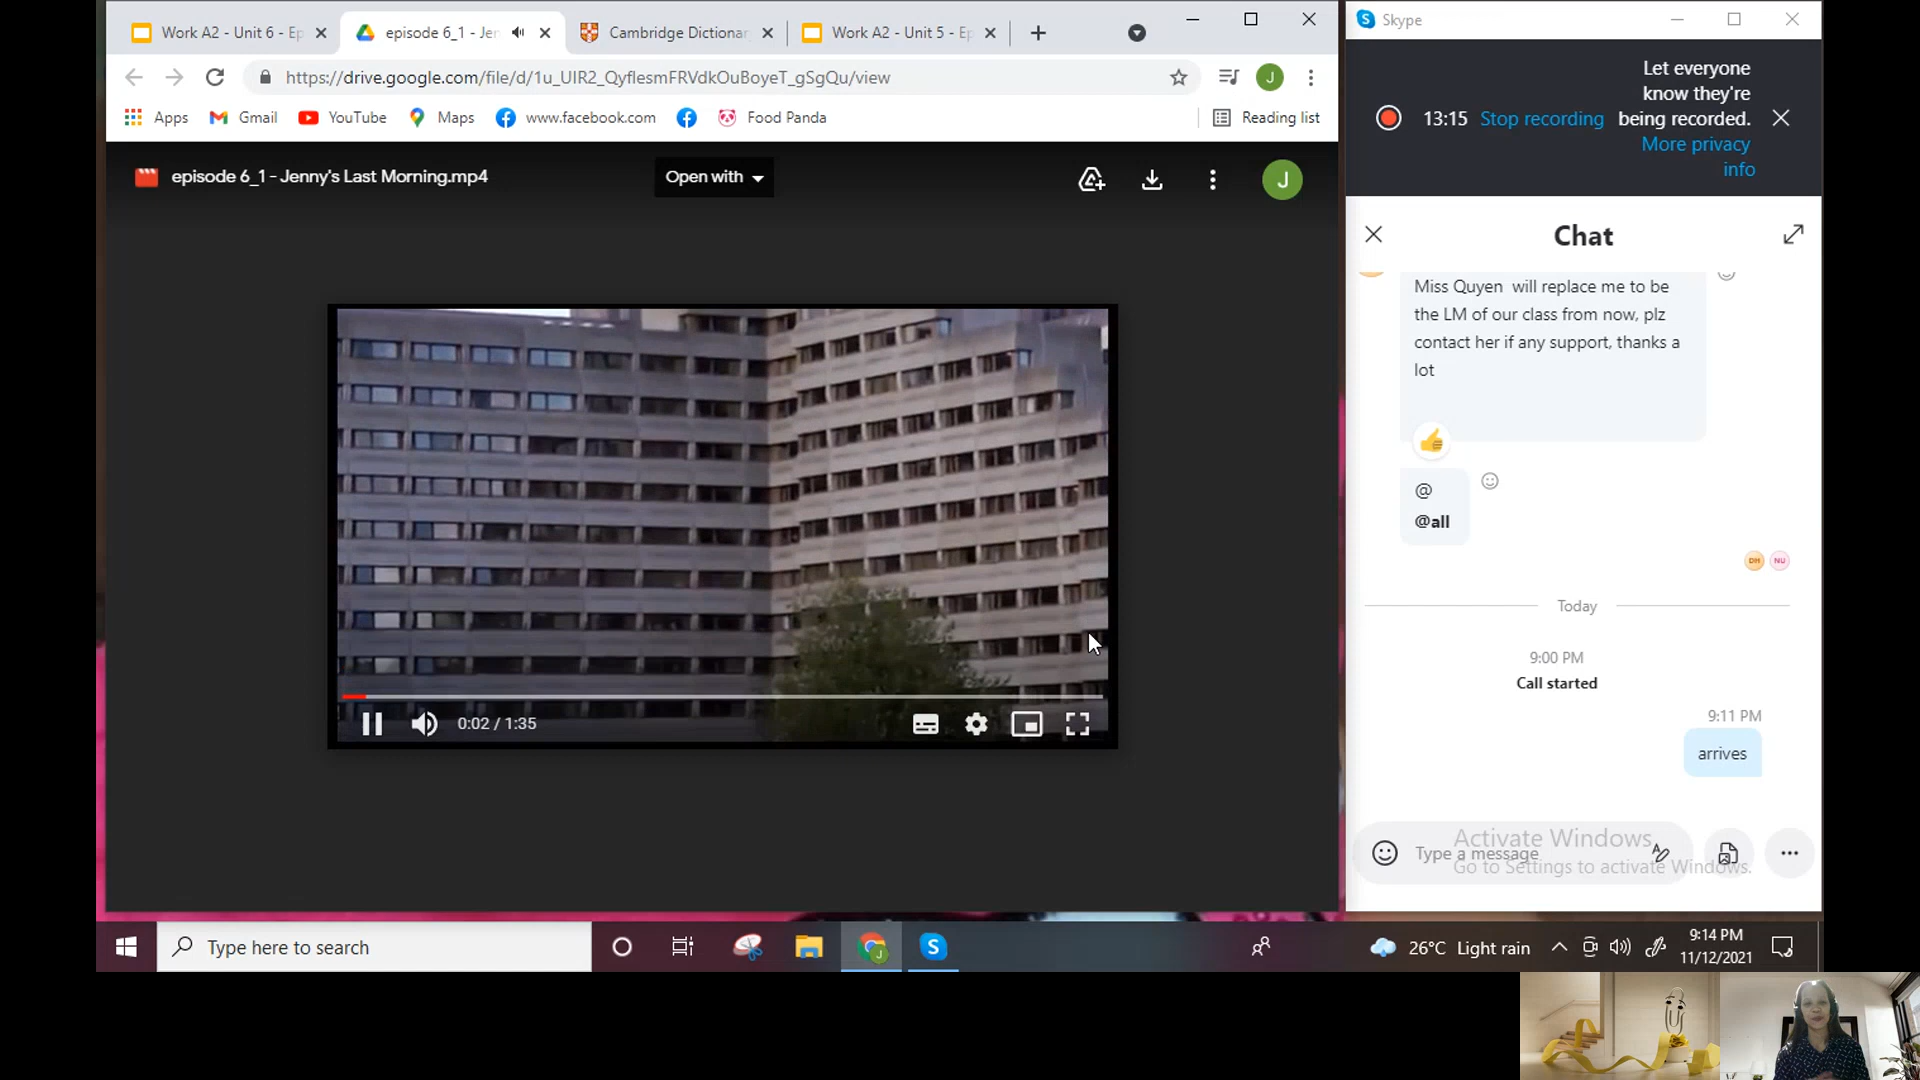 Work A2 - Unit 6 - Ep
episode 6_1 - Jen
Cambridge Dictionar
Work A2 - Unit 5 - Ep
https://drive.google.com/file/d/1u_UIR2_QyflesmFRVdkOuBoyeT_gSgQu/view
J
Apps
Gmail
YouTube
Maps
www.facebook.com
Food Panda
Reading list
episode 6_1 - Jenny's Last Morning.mp4
Open with
J
0:02 / 1:35
Skype
13:15
Stop recording
Let everyone
know they're
being recorded.
More privacy
info
Chat
Miss Quyen will replace me to be
the LM of our class from now, plz
contact her if any support, thanks a
lot
@
@all
DH
NU
Today
9:00 PM
Call started
9:11 PM
arrives
Type a message
Activate Windows
Go to Settings to activate Windows.
Type here to search
26°C Light rain
9:14 PM
11/12/2021